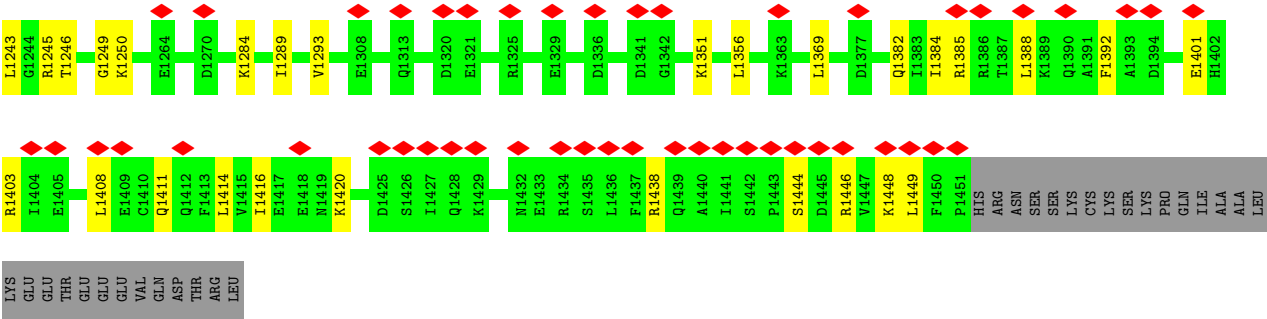 L1243 G1244 R1245 T1246 G1249 K1250 E1264 D1270 K1284 I1289 V1293 E1308 Q1313 D1320 E1321 R1325 E1329 D1336 D1341 G1342 K1351 L1356 K1363 L1369 D1377 Q1382 I1383 I1384 R1385 R1386 T1387 L1388 K1389 Q1390 A1391 F1392 A1393 D1394 E1401 H1402
R1403 I1404 E1405 L1408 E1409 C1410 Q1411 Q1412 F1413 L1414 V1415 I1416 E1417 E1418 N1419 K1420 D1425 S1426 I1427 Q1428 K1429 N1432 E1433 R1434 S1435 L1436 F1437 R1438 Q1439 A1440 I1441 S1442 P1443 S1444 D1445 R1446 V1447 K1448 L1449 F1450 P1451 HIS ARG ASN SER SER LYS CYS LYS SER LYS PRO GLN ILE ALA ALA LEU
LYS GLU GLU THR GLU GLU GLU VAL GLN ASP THR ARG LEU